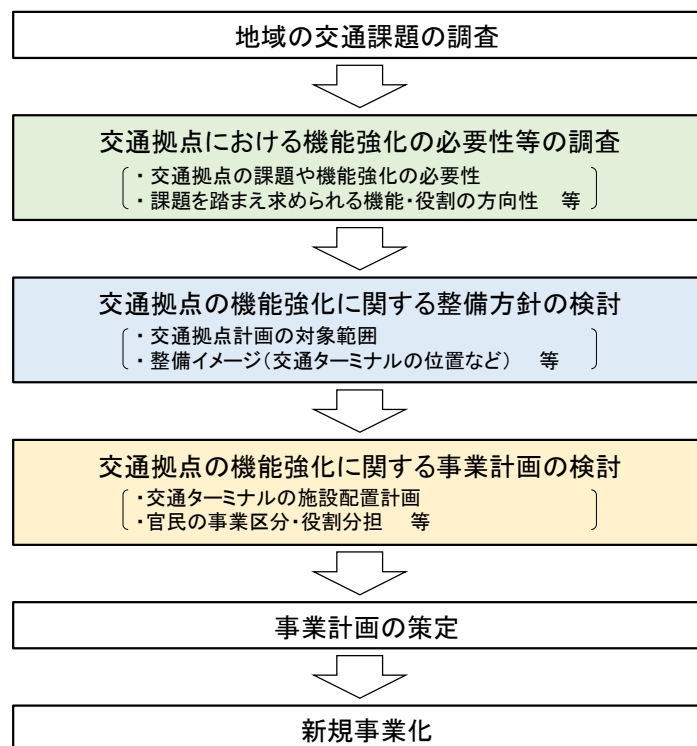 地域の交通課題の調査
交通拠点における機能強化の必要性等の調査
・交通拠点の課題や機能強化の必要性
・課題を踏まえ求められる機能・役割の方向性　等
交通拠点の機能強化に関する整備方針の検討
・交通拠点計画の対象範囲
・整備イメージ（交通ターミナルの位置など）　等
交通拠点の機能強化に関する事業計画の検討
・交通ターミナルの施設配置計画
・官民の事業区分・役割分担　等
事業計画の策定
新規事業化